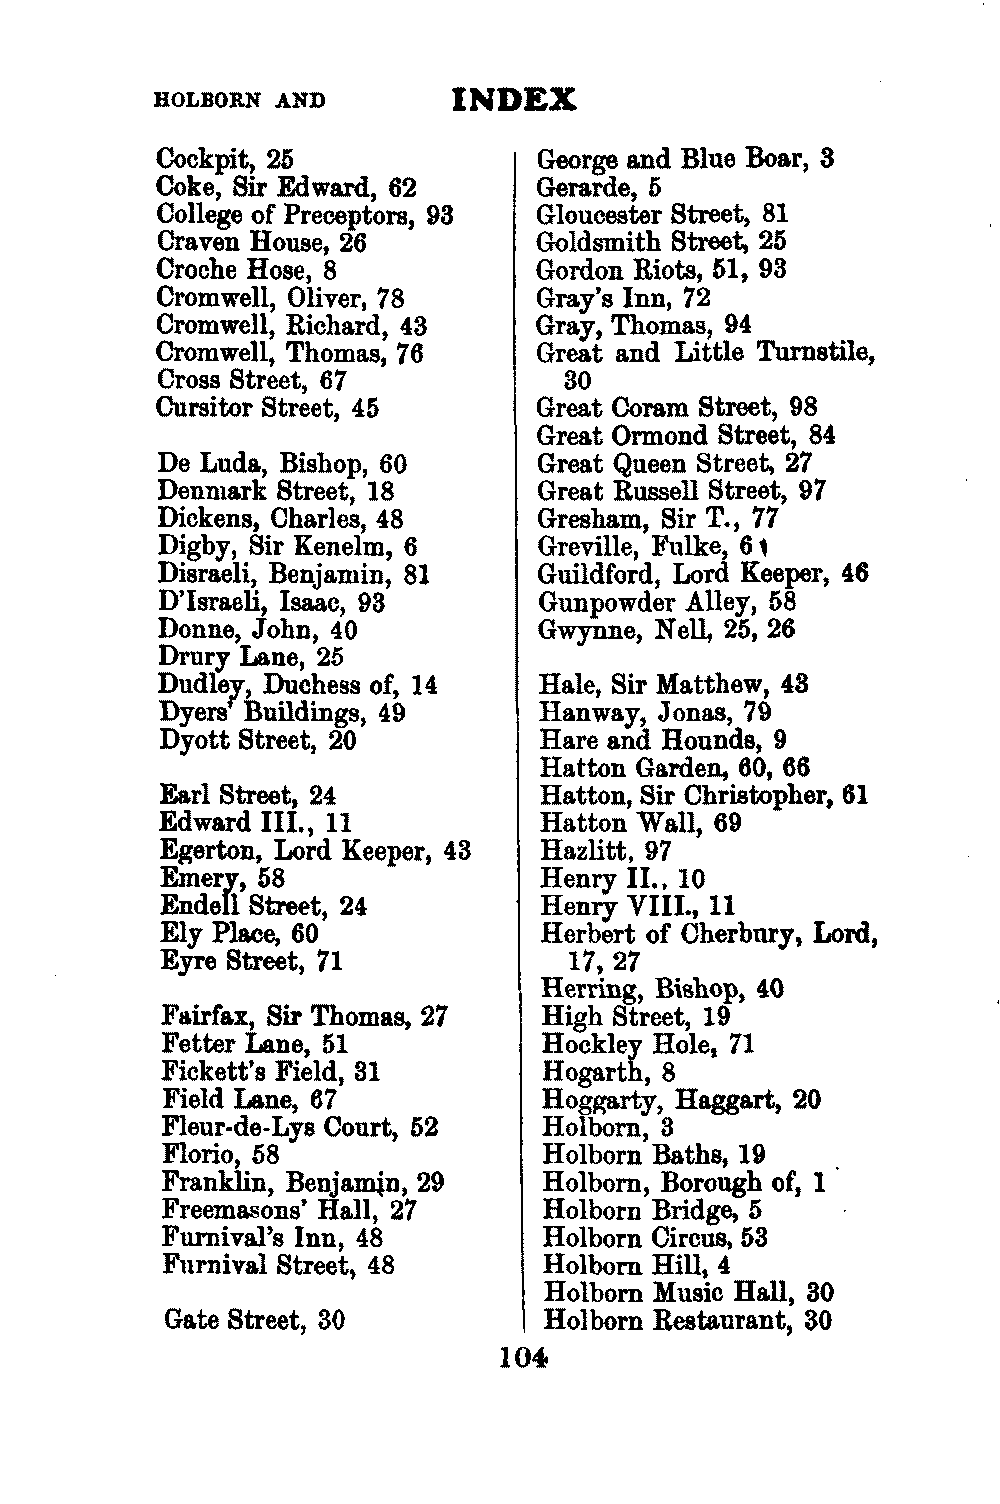 HOLBORN AND INDEX
Cockpit, 25
Coke, Sir Edward, 62
College of Preceptors, 93
Craven House, 26
Croche Hose, 8
Cromwell, Oliver, 78
Cromwell, Richard, 43
Cromwell, Thomas, 76
Cross Street, 67
Cursitor Street, 45
De Luda, Bishop, 60
Denmark Street, 18
Dickens, Charles, 48
Digby, Sir Kenelm, 6
Disraeli, Benjamin, 81
D'Israeli, Isaac, 93
Donne, John, 40
Drury Lane, 25
Dudley, Duchess of, 14
Dyers' Buildings, 49
Dyott Street, 20
Earl Street, 24
Edward III., 11
Egerton, Lord Keeper, 43
Emery, 58
Endell Street, 24
Ely Place, 60
Eyre Street, 71
Fairfax, Sir Thomas, 27
Fetter Lane, 51
Fickett's Field, 31
Field Lane, 67
Fleur-de-Lys Court, 52
Florio, 58
Franklin, Benjamin, 29
Freemasons' Hall, 27
Furnival's Inn, 48
Furnival Street, 48
Gate Street, 30
George and Blue Boar, 3
Gerarde, 5
Gloucester Street, 81
Goldsmith Street, 25
Gordon Riots, 51, 93
Gray's Inn, 72
Gray, Thomas, 94
Great and Little Turnstile,
30
Great Coram Street, 98
Great Ormond Street, 84
Great Queen Street, 27
Great Russell Street, 97
Gresham, Sir T., 77
Greville, Fulke,
Guildford, Lord Keeper, 46
Gunpowder Alley, 58
Gwynne, Nell, 25, 26
Hale, Sir Matthew, 43
Hanway, Jonas, 79
Hare and Hounds, 9
Hatton Garden, 60, 66
Hatton, Sir Christopher, 61
Hatton Wall, 69
Hazlitt, 97
Henry II., 10
Henry VIII., 11
Herbert of Cherbury, Lord,
17, 27
Herring, Bishop, 40
High Street, 19
Hockley Hole, 71
Hogarth, 8
Hoggarty, Haggart, 20
Holborn, 3
Holborn Baths, 19
Holborn, Borough of, 1
Holborn Bridge, 5
Holborn Circus, 53
Holborn Hill, 4
Holborn Music Hall, 30
Holborn Restaurant, 30
104